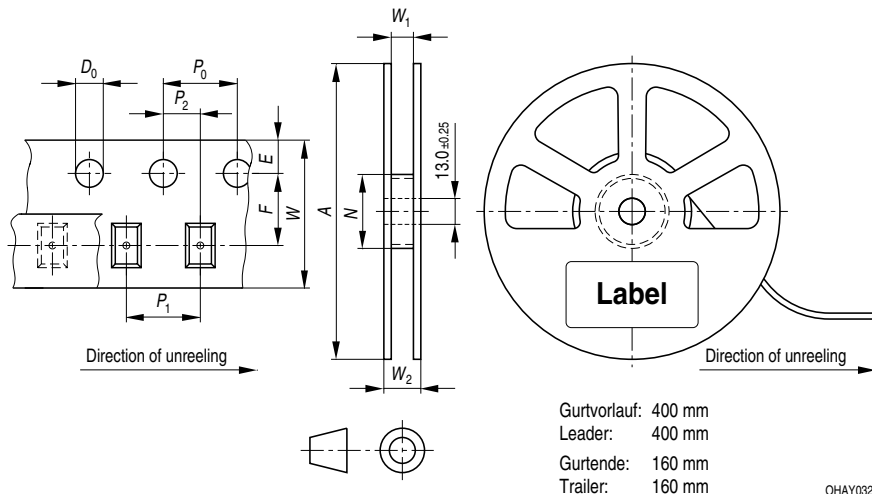 W1
D0
P0
P2
E
F
W
A
N
13.0 ±0.25
Label
P1
W2
Direction of unreeling
Direction of unreeling
Gurtvorlauf: 400 mm
Leader: 400 mm
Gurtende: 160 mm
Trailer: 160 mm
OHAY032